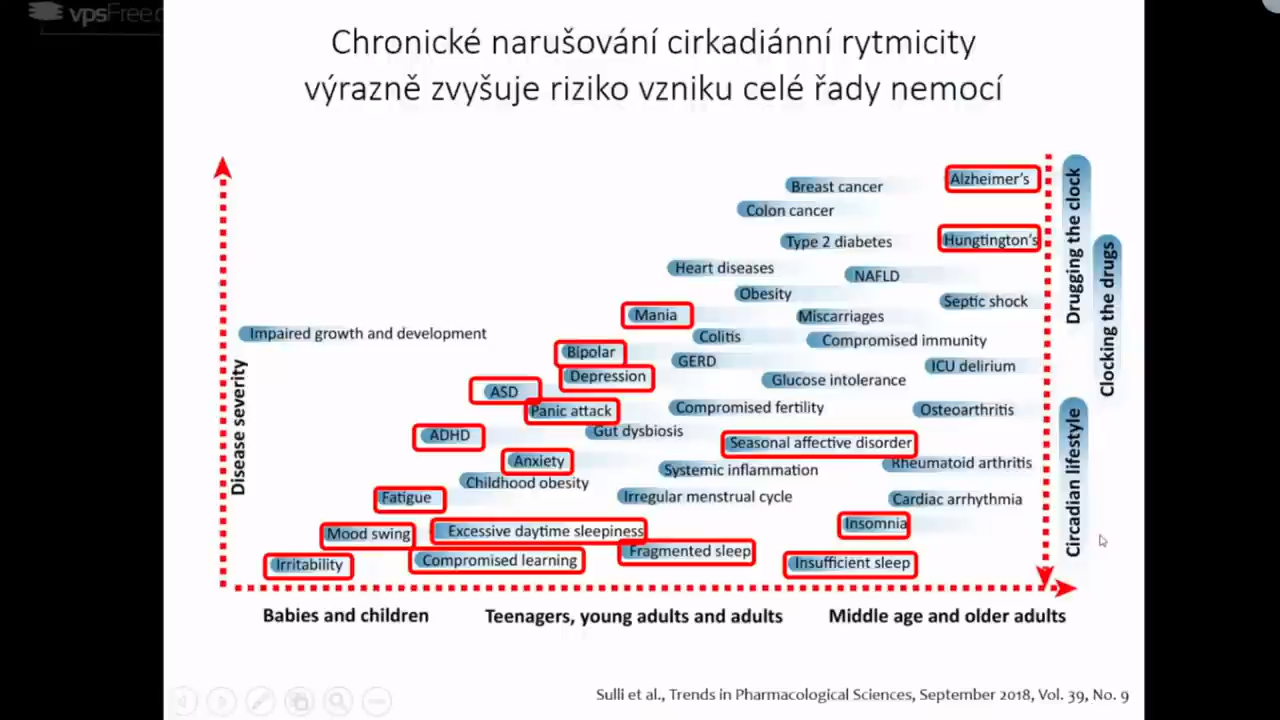 vpsFree.c
Chronické narušování cirkadiánní rytmicity
výrazně zvyšuje riziko vzniku celé řady nemocí
Breast cancer
Alzheimer's
Colon cancer
Type 2 diabetes
Hungtington's
Heart diseases
NAFLD
Obesity
Septic shock
Mania
Miscarriages
Impaired growth and development
Colitis
Compromised immunity
Bipolar
GERD
ICU delirium
Depression
Glucose intolerance
ASD
Panic attack
Compromised fertility
Osteoarthritis
ADHD
Gut dysbiosis
Seasonal affective disorder
Anxiety
Systemic inflammation
Rheumatoid arthritis
Childhood obesity
Fatigue
Irregular menstrual cycle
Cardiac arrhythmia
Mood swing
Excessive daytime sleepiness
Insomnia
Fragmented sleep
Irritability
Compromised learning
Insufficient sleep
Disease severity
Drugging the clock
Clocking the drugs
Circadian lifestyle
Babies and children
Teenagers, young adults and adults
Middle age and older adults
Sulli et al., Trends in Pharmacological Sciences, September 2018, Vol. 39, No. 9